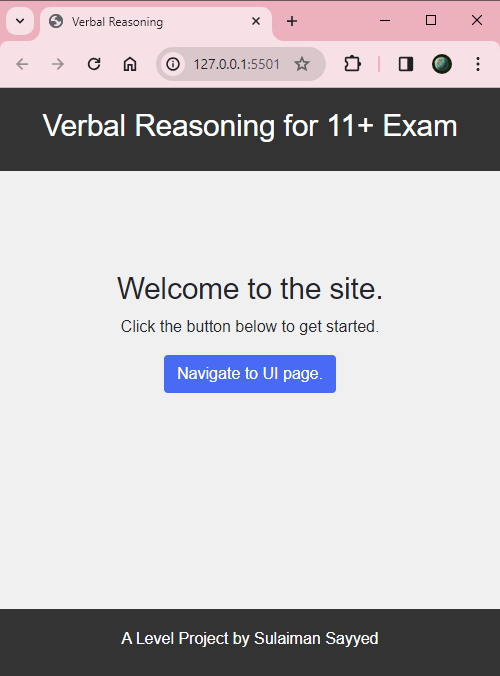 Verbal Reasoning
127.0.0.1:5501
Verbal Reasoning for 11+ Exam
Welcome to the site.
Click the button below to get started.
Navigate to UI page.
A Level Project by Sulaiman Sayyed